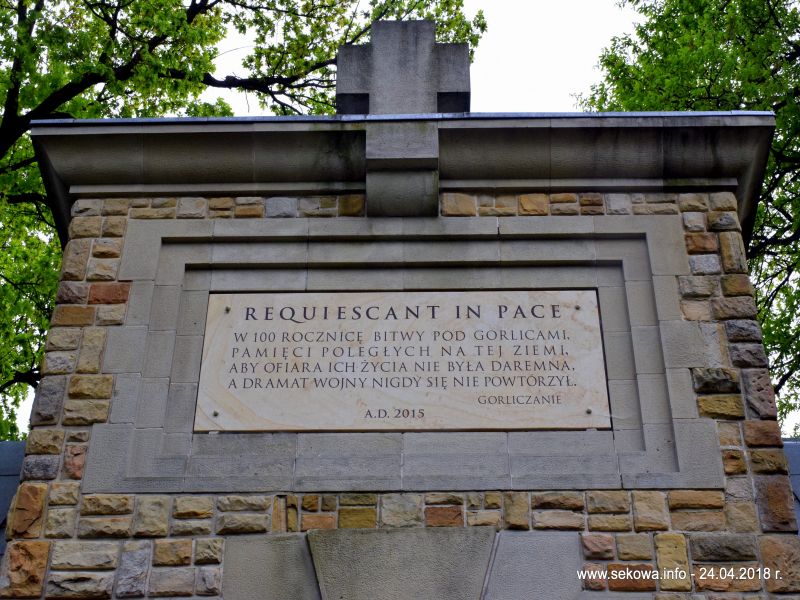 REQUIESCANT IN PACE
W 100 ROCZNICĘ BITWY POD GORLICAMI,
PAMIĘCI POLEGŁYCH NA TEJ ZIEMI,
ABY OFIARA ICH ŻYCIA NIE BYŁA DAREMNA,
A DRAMAT WOJNY NIGDY SIĘ NIE POWTÓRZYŁ.
GORLICZANIE
A.D. 2015
www.sekowa.info - 24.04.2018 r.